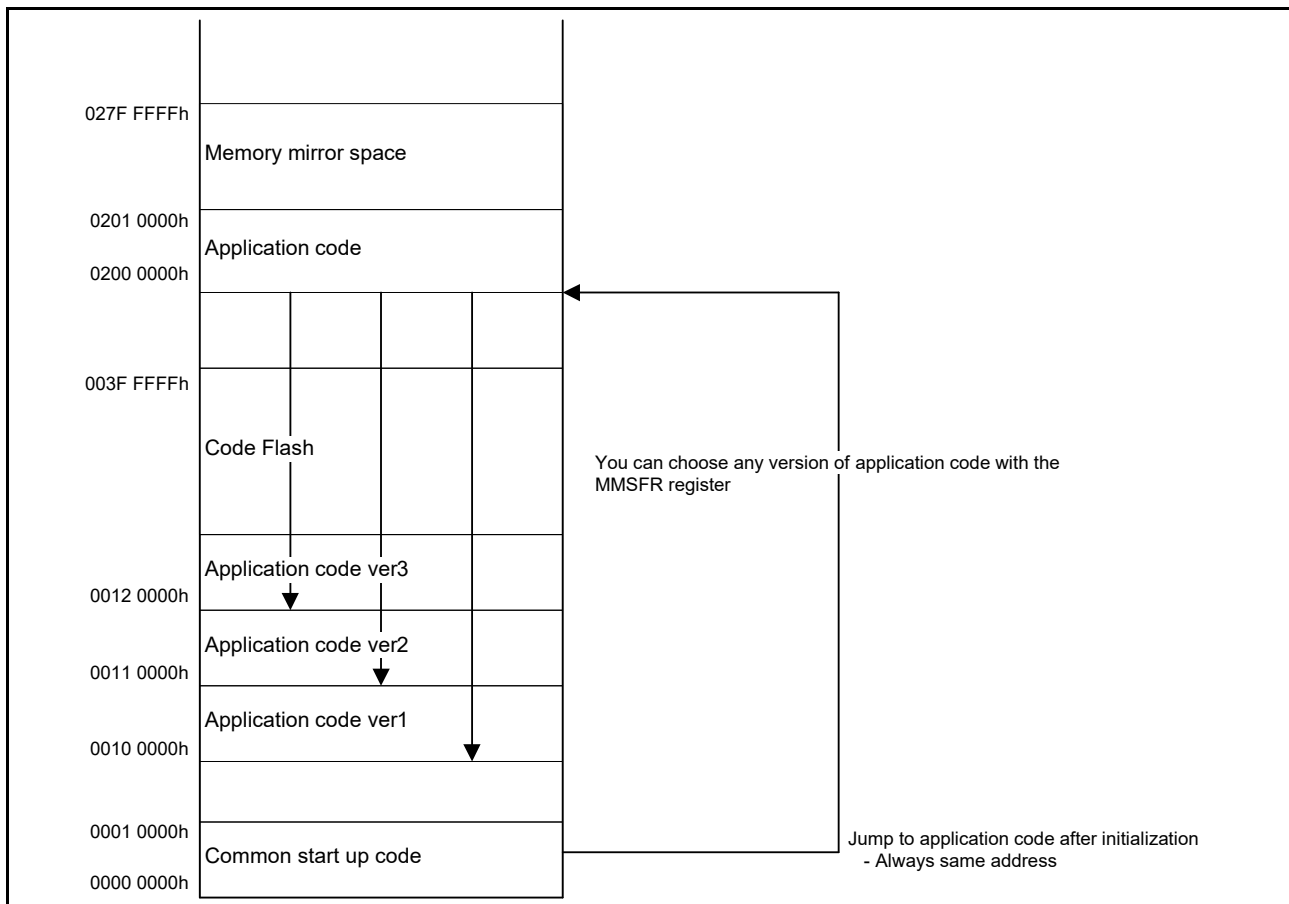 027F FFFFh
Memory mirror space
0201 0000h
Application code
0200 0000h
003F FFFFh
Code Flash
You can choose any version of application code with the
MMSFR register
Application code ver3
0012 0000h
Application code ver2
0011 0000h
Application code ver1
0010 0000h
0001 0000h
Jump to application code after initialization
Common start up code
- Always same address
0000 0000h